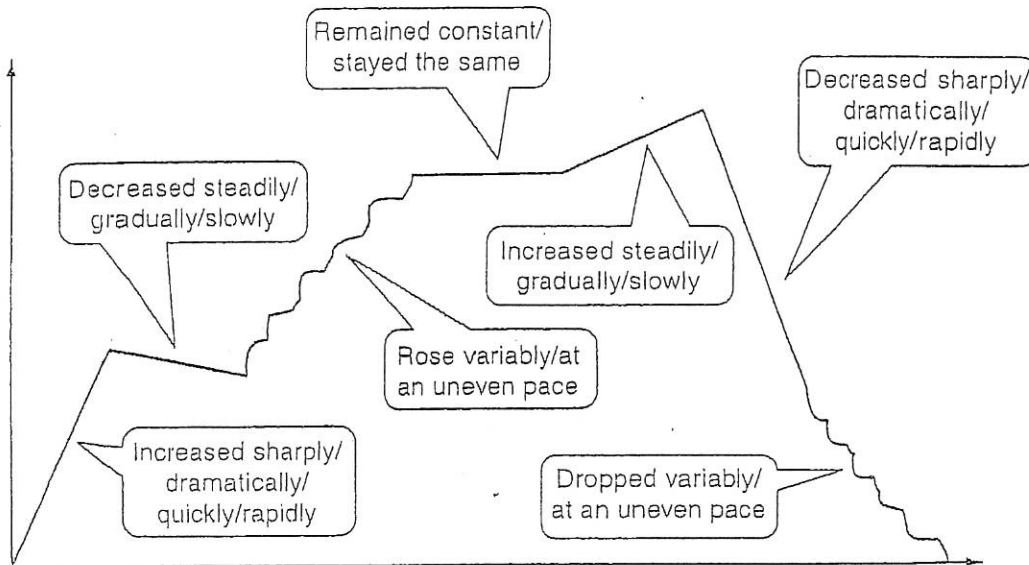 Remained constant/
stayed the same
Decreased sharply/
dramatically/
quickly/rapidly
Decreased steadily/
gradually/slowly
Increased steadily/
gradually/slowly
Rose variably/at
an uneven pace
Increased sharply/
dramatically/
quickly/rapidly
Dropped variably/
at an uneven pace